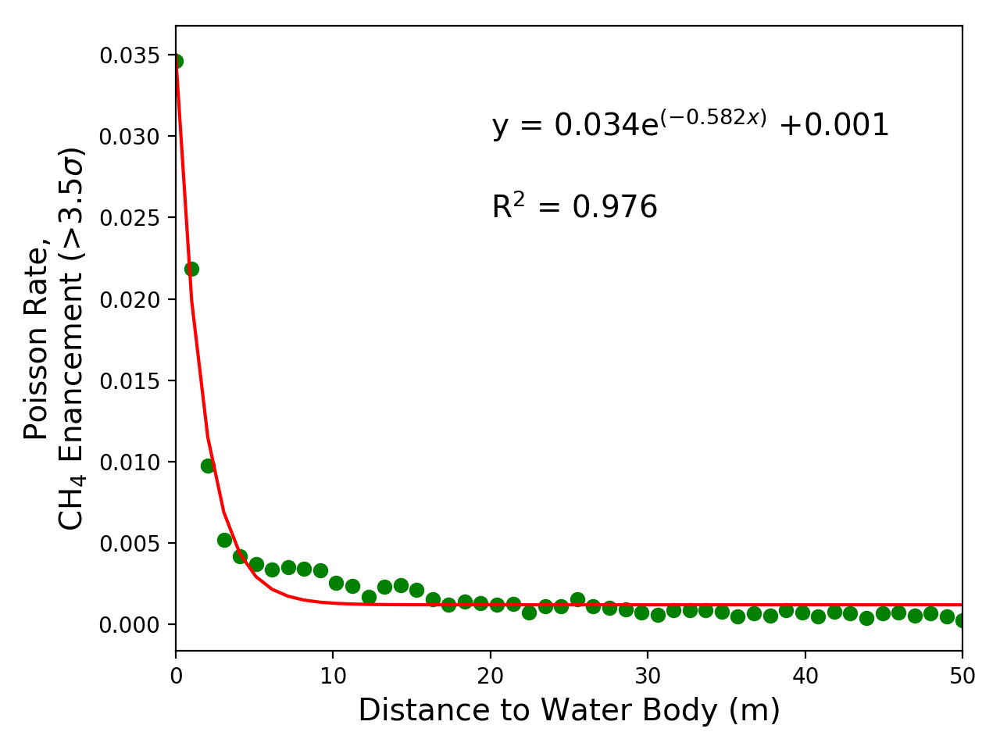 0.035
0.030
0.025
0.020
0.015
0.010
0.005
0.000
Poisson Rate,
CH₄ Enancement (>3.5σ)
y = 0.034e^(−0.582x) +0.001
R² = 0.976
0 10 20 30 40 50
Distance to Water Body (m)